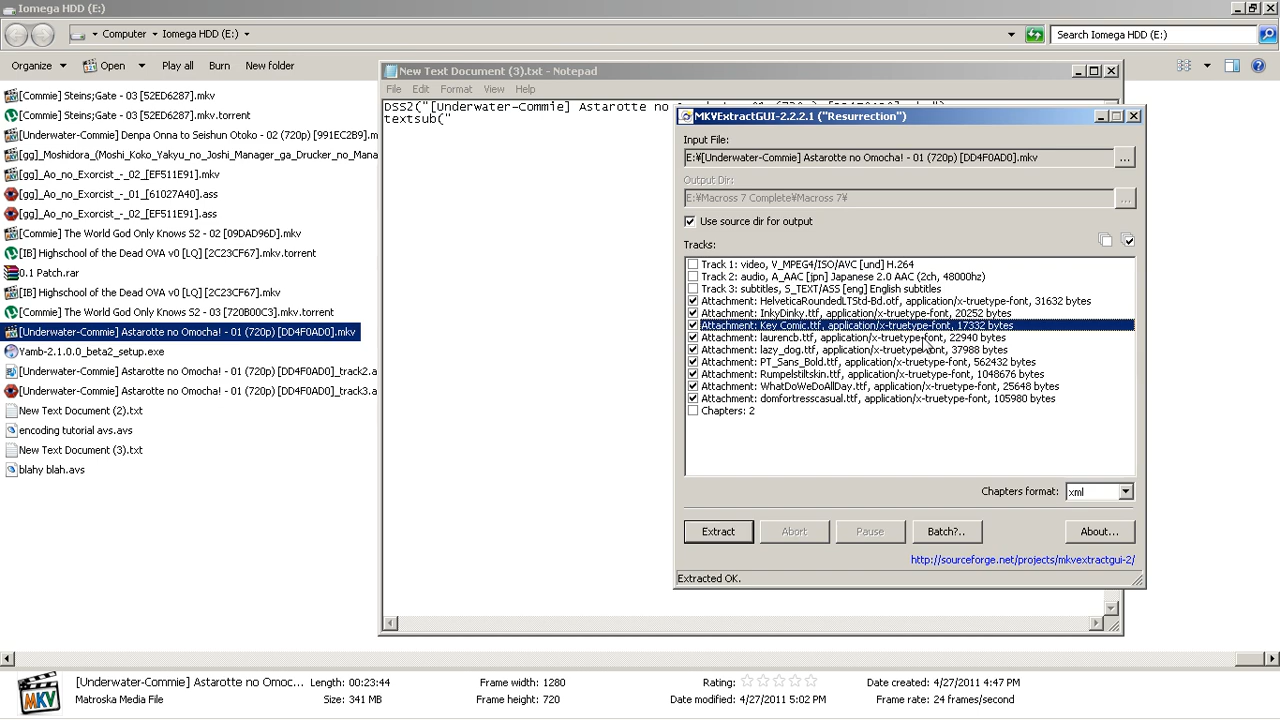 Iomega HDD (E:)
Computer Iomega HDD (E:)
Search Iomega HDD (E:)
Organize Open Play all Burn New folder
[Commie] Steins;Gate - 03 [52ED6287].mkv
[Commie] Steins;Gate - 03 [52ED6287].mkv.torrent
[Underwater-Commie] Denpa Onna to Seishun Otoko - 02 (720p) [991EC2B9].m
[gg]_Moshidora_(Moshi_Koko_Yakyu_no_Joshi_Manager_ga_Drucker_no_Mana
[gg]_Ao_no_Exorcist_-_02_[EF511E91].mkv
[gg]_Ao_no_Exorcist_-_01_[61027A40].ass
[gg]_Ao_no_Exorcist_-_02_[EF511E91].ass
[Commie] The World God Only Knows S2 - 02 [09DAD96D].mkv
[IB] Highschool of the Dead OVA v0 [LQ] [2C23CF67].mkv.torrent
0.1 Patch.rar
[IB] Highschool of the Dead OVA v0 [LQ] [2C23CF67].mkv
[Commie] The World God Only Knows S2 - 03 [720B00C3].mkv.torrent
[Underwater-Commie] Astarotte no Omocha! - 01 (720p) [DD4F0AD0].mkv
Yamb-2.1.0.0_beta2_setup.exe
[Underwater-Commie] Astarotte no Omocha! - 01 (720p) [DD4F0AD0]_track2.a
[Underwater-Commie] Astarotte no Omocha! - 01 (720p) [DD4F0AD0]_track3.a
New Text Document (2).txt
encoding tutorial avs.avs
New Text Document (3).txt
blahy blah.avs
New Text Document (3).txt - Notepad
File Edit Format View Help
DSS2("[Underwater-Commie] Astarotte no
textsub("
MKVExtractGUI-2.2.2.1 ("Resurrection")
Input File:
E:¥[Underwater-Commie] Astarotte no Omocha! - 01 (720p) [DD4F0AD0].mkv
...
Output Dir:
E:¥Macross 7 Complete¥Macross 7¥
...
Use source dir for output
Tracks:
Track 1: video, V_MPEG4/ISO/AVC [und] H.264
Track 2: audio, A_AAC [jpn] Japanese 2.0 AAC (2ch, 48000hz)
Track 3: subtitles, S_TEXT/ASS [eng] English subtitles
Attachment: HelveticaRoundedLTStd-Bd.otf, application/x-truetype-font, 31632 bytes
Attachment: InkyDinky.ttf, application/x-truetype-font, 20252 bytes
Attachment: Key Comic.ttf, application/x-truetype-font, 17332 bytes
Attachment: laurencb.ttf, application/x-truetype-font, 22940 bytes
Attachment: lazy_dog.ttf, application/x-truetype-font, 37988 bytes
Attachment: PT_Sans_Bold.ttf, application/x-truetype-font, 562432 bytes
Attachment: Rumpelstiltskin.ttf, application/x-truetype-font, 1048676 bytes
Attachment: WhatDoWeDoAllDay.ttf, application/x-truetype-font, 25648 bytes
Attachment: domfortresscasual.ttf, application/x-truetype-font, 105980 bytes
Chapters: 2
Chapters format: xml
Extract Abort Pause Batch?.. About...
http://sourceforge.net/projects/mkvextractgui-2/
Extracted OK.
MKV
[Underwater-Commie] Astarotte no Omoc... Length: 00:23:44 Frame width: 1280 Rating: Date created: 4/27/2011 4:47 PM
Matroska Media File Size: 341 MB Frame height: 720 Date modified: 4/27/2011 5:02 PM Frame rate: 24 frames/second